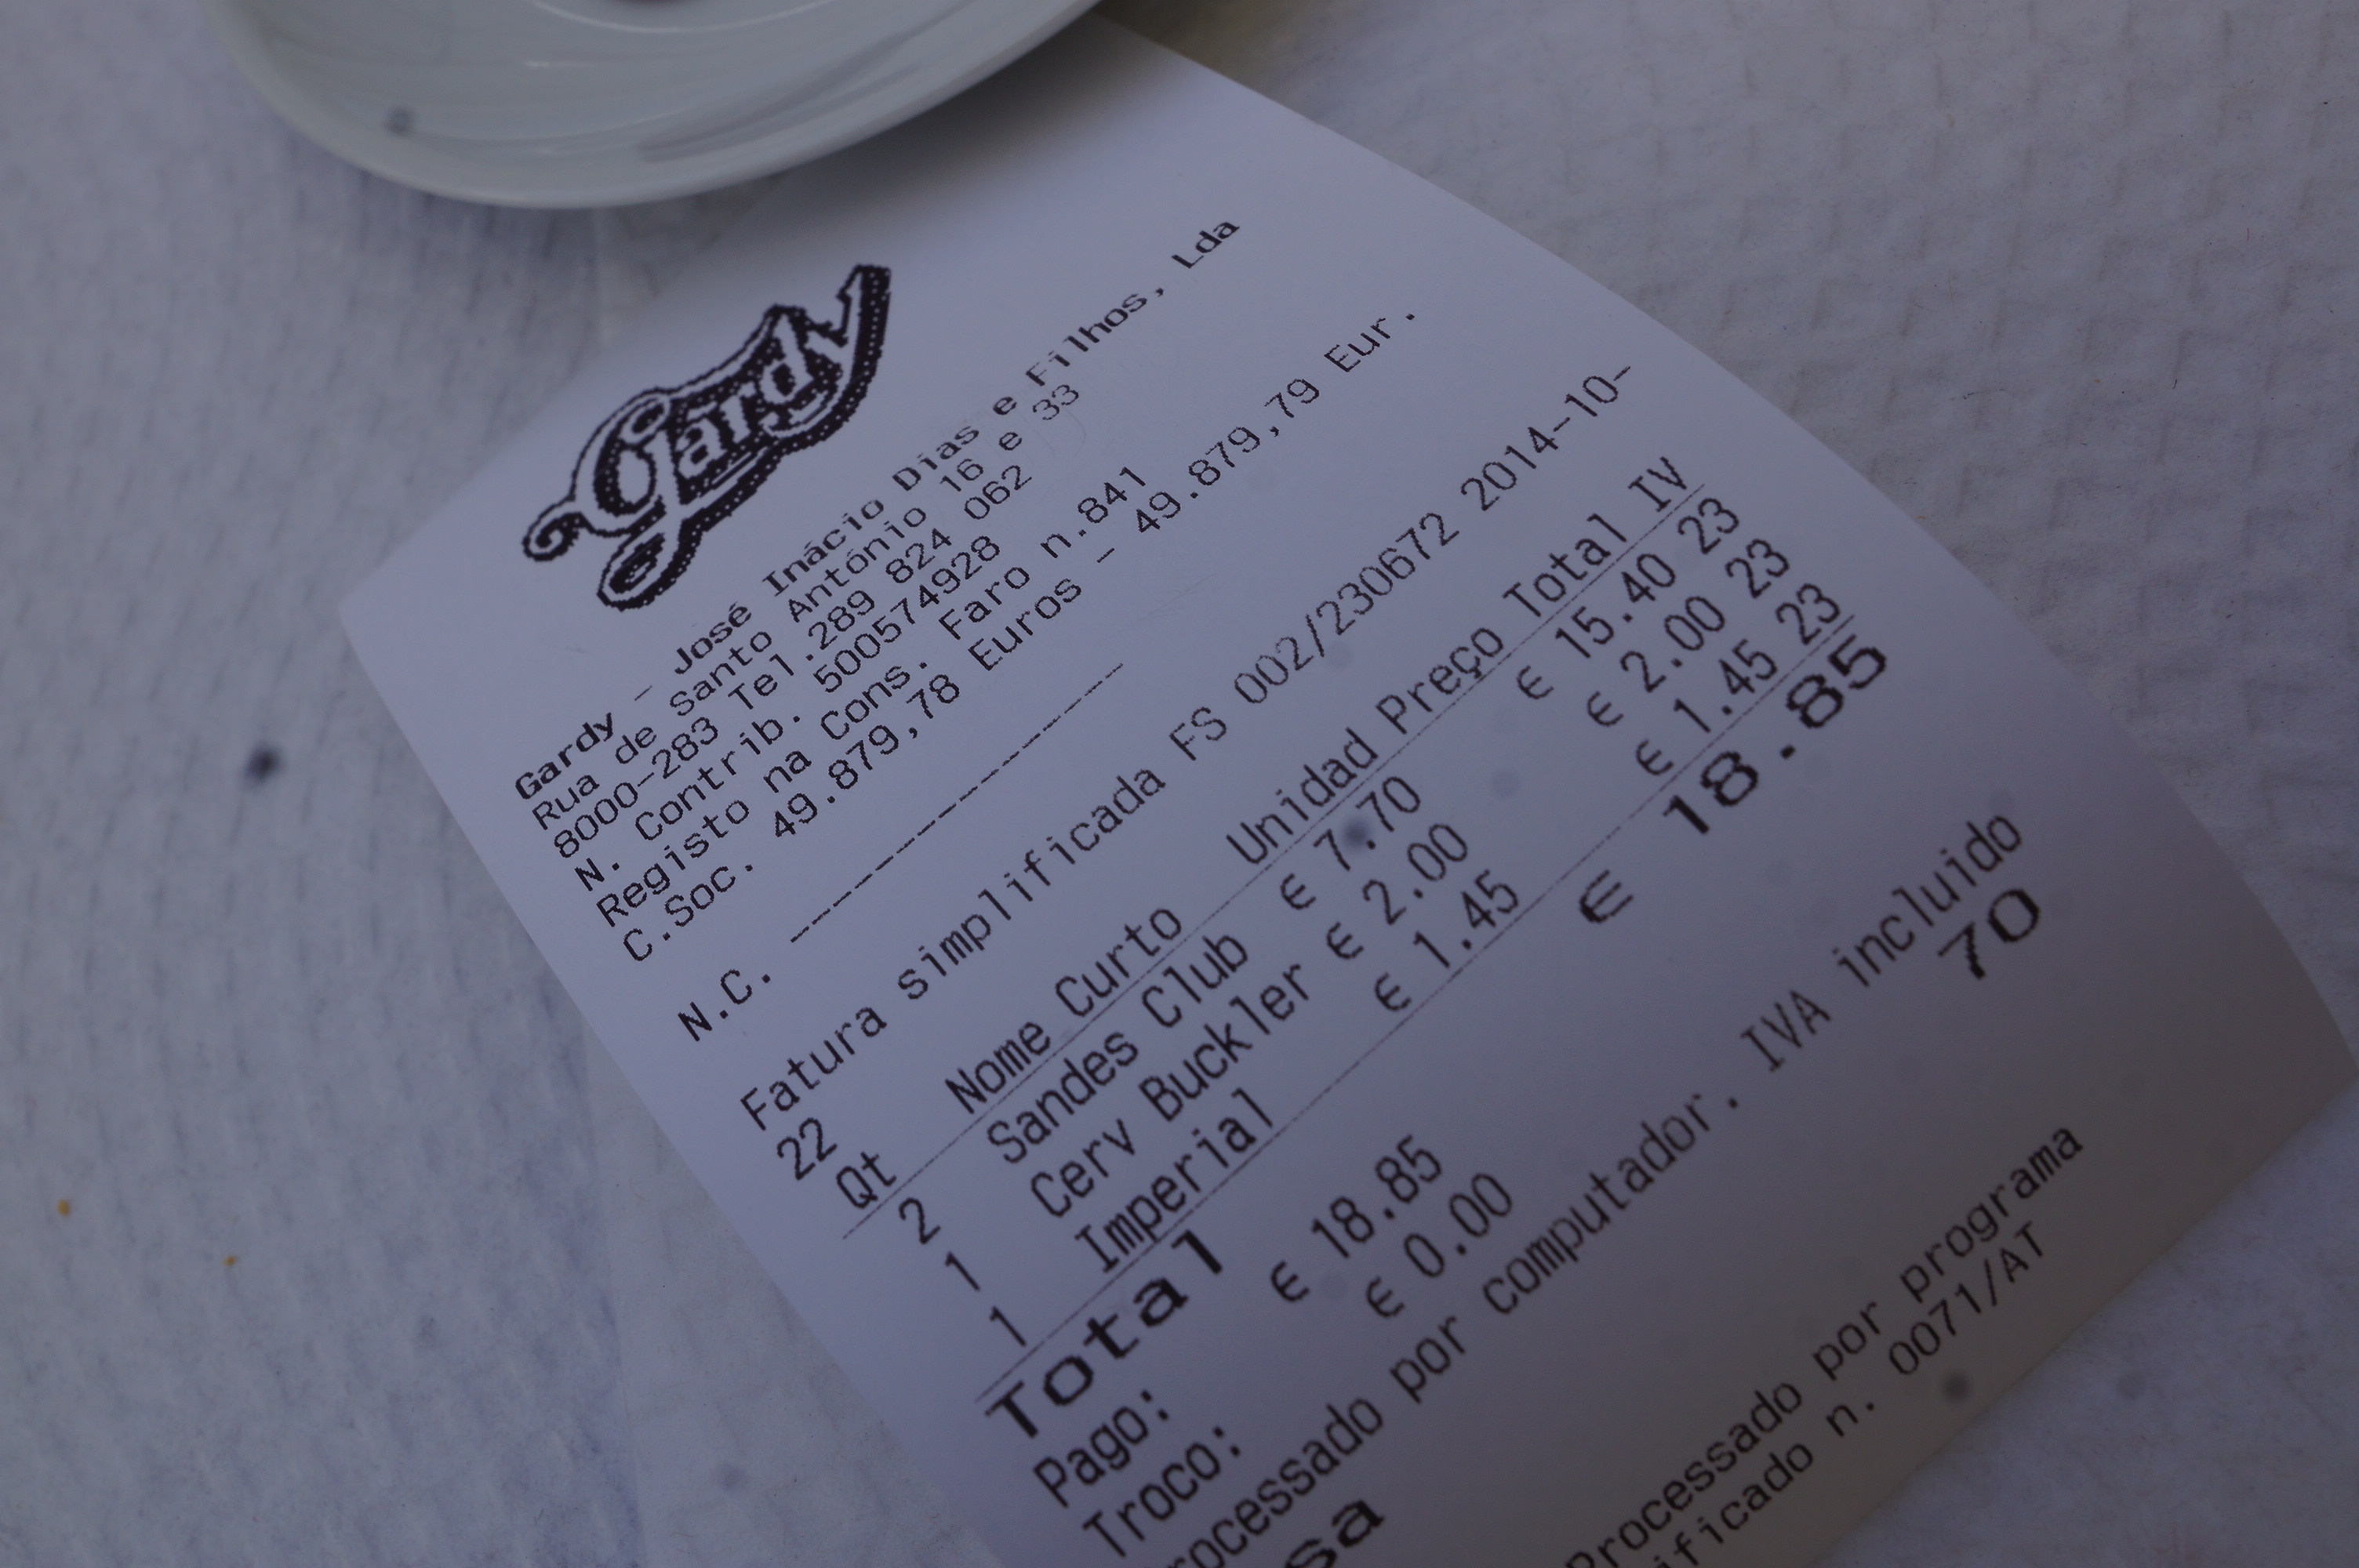 Gardy
Gardy - José Inácio Dias e Filhos, Lda
Rua de santo António 16 e 33
8000-283 Tel.289 824 062
N. Contrib. 500574928
Registo na Cons. Faro n.841
C.Soc. 49.879,78 Euros - 49.879,79 Eur.
N.C. --------------------
Fatura simplificada FS 002/230672 2014-10-
22
Qt Nome Curto Unidad Preço Total IV
2 Sandes Club € 7.70 € 15.40 23
1 Cerv Buckler € 2.00 € 2.00 23
1 Imperial € 1.45 € 1.45 23
Total € 18.85
Pago: € 18.85
Troco: € 0.00
rocessado por computador. IVA incluido
sa 70
Processado por programa
ificado n. 0071/AT